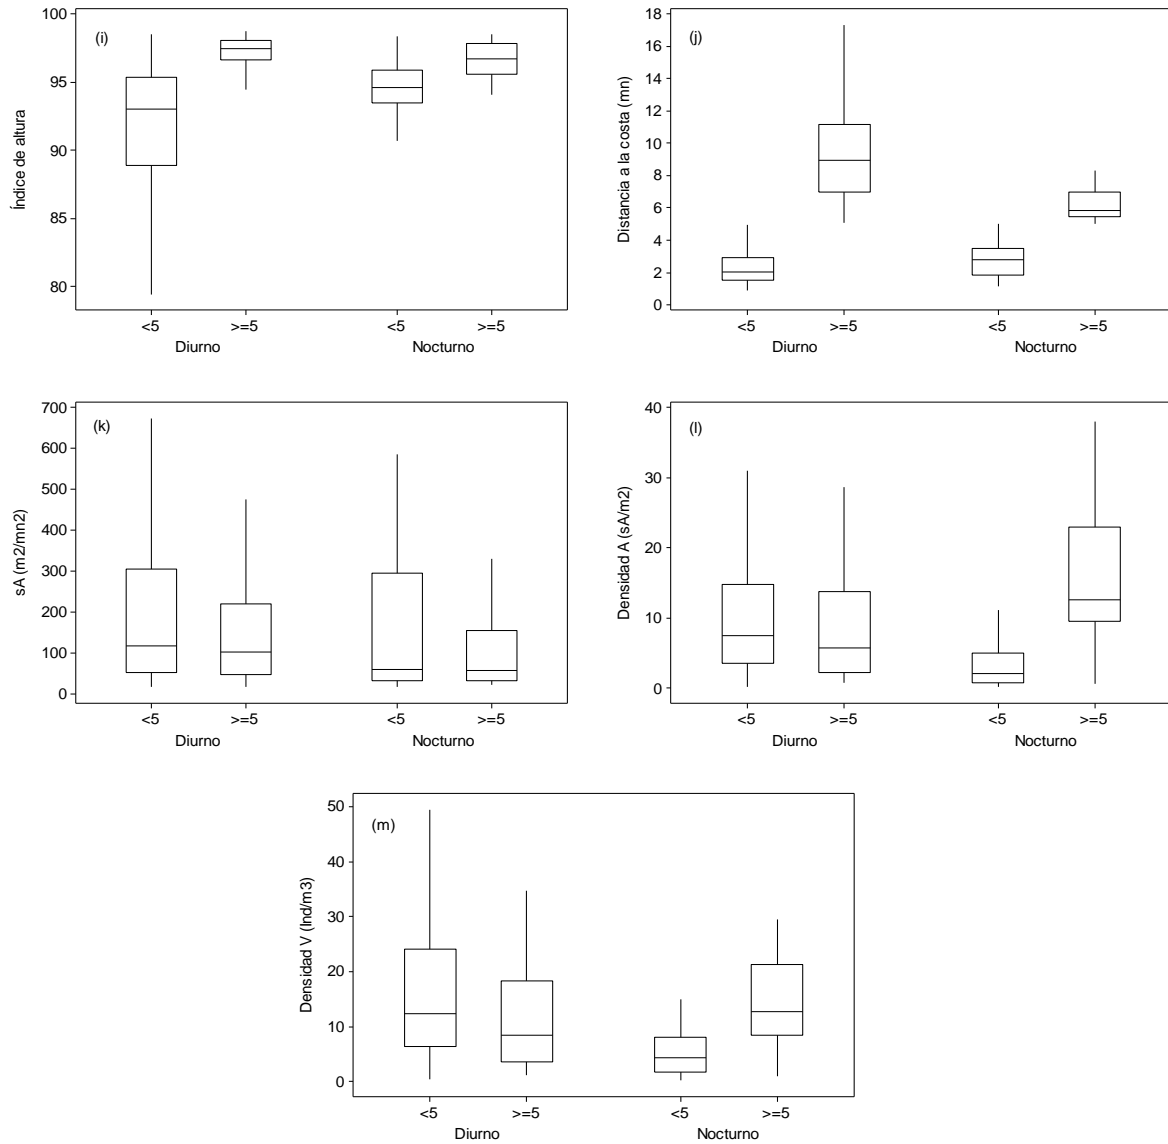 (i)
Índice de altura
100
95
90
85
80
<5 >=5 <5 >=5
Diurno Nocturno
(j)
Distancia a la costa (mn)
18
16
14
12
10
8
6
4
2
0
<5 >=5 <5 >=5
Diurno Nocturno
(k)
sA (m2/mn2)
700
600
500
400
300
200
100
0
<5 >=5 <5 >=5
Diurno Nocturno
(l)
Densidad A (sA/m2)
40
30
20
10
0
<5 >=5 <5 >=5
Diurno Nocturno
(m)
Densidad V (Ind/m3)
50
40
30
20
10
0
<5 >=5 <5 >=5
Diurno Nocturno